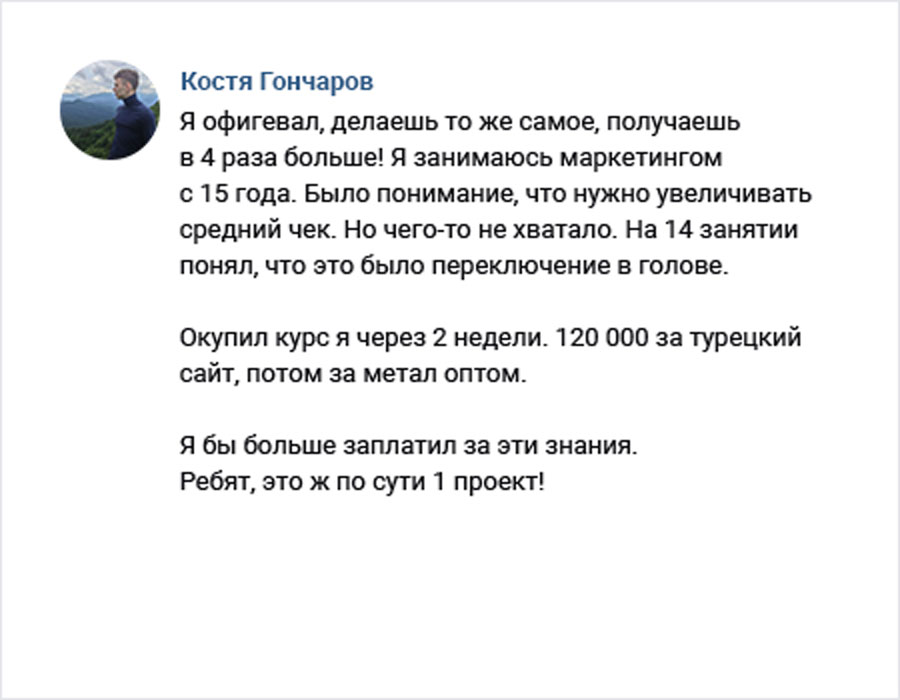 Костя Гончаров
Я офигевал, делаешь то же самое, получаешь
в 4 раза больше! Я занимаюсь маркетингом
с 15 года. Было понимание, что нужно увеличивать
средний чек. Но чего-то не хватало. На 14 занятии
понял, что это было переключение в голове.
Окупил курс я через 2 недели. 120 000 за турецкий
сайт, потом за метал оптом.
Я бы больше заплатил за эти знания.
Ребят, это ж по сути 1 проект!